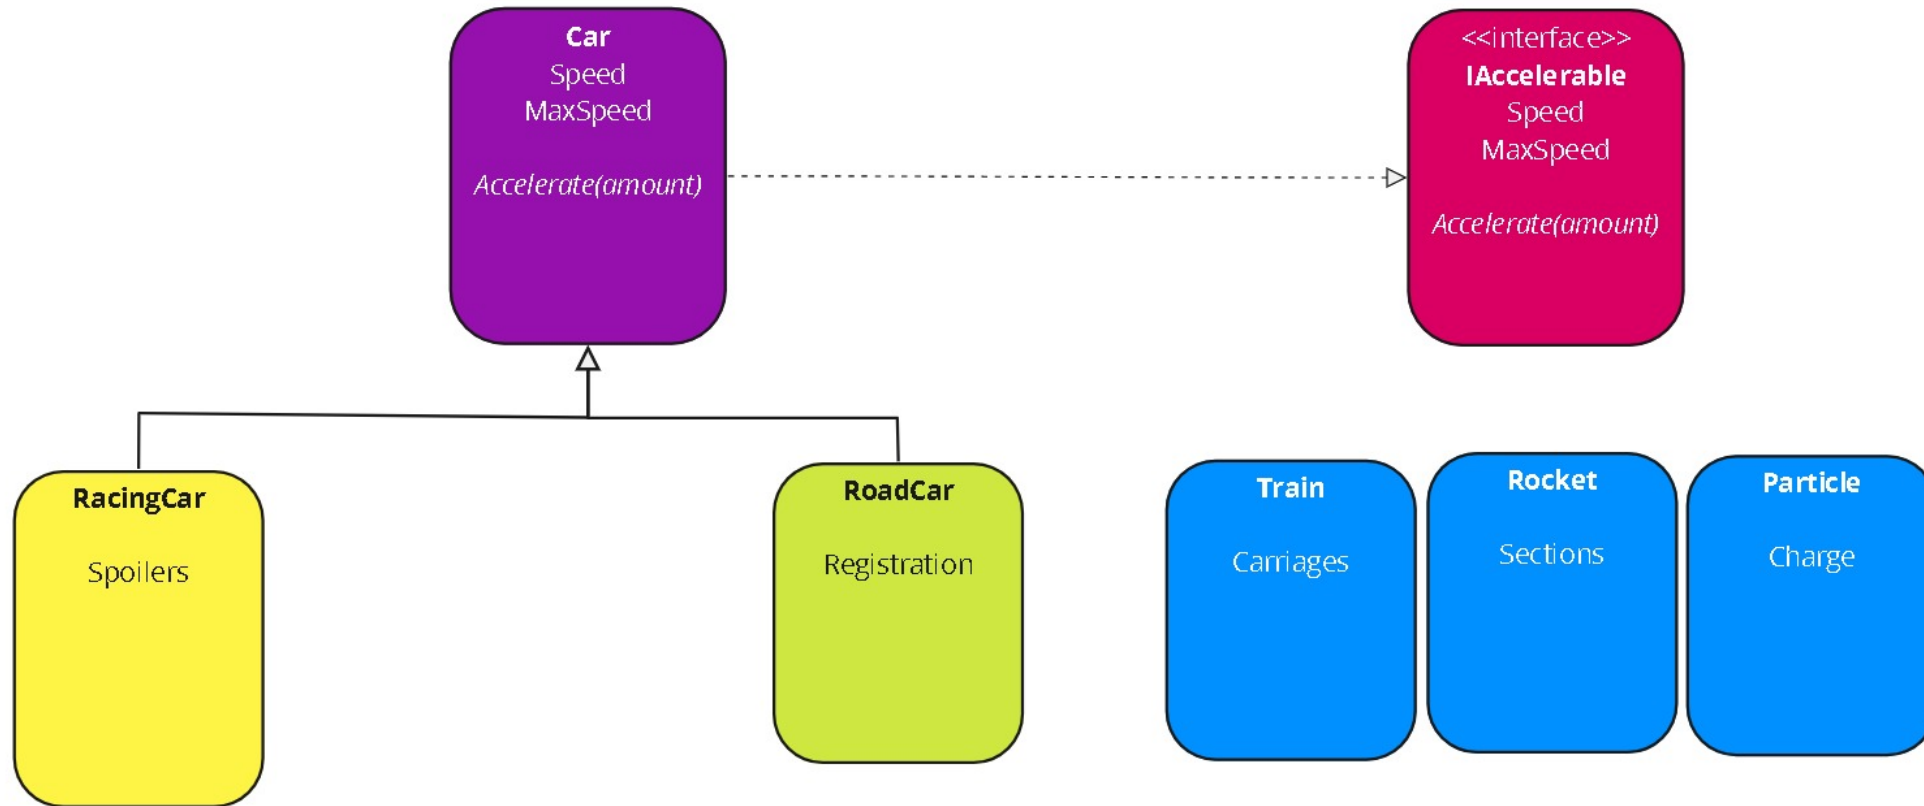 Car
Speed
MaxSpeed
Accelerate(amount)
<<interface>>
IAccelerable
Speed
MaxSpeed
Accelerate(amount)
RacingCar
Spoilers
RoadCar
Registration
Train
Carriages
Rocket
Sections
Particle
Charge